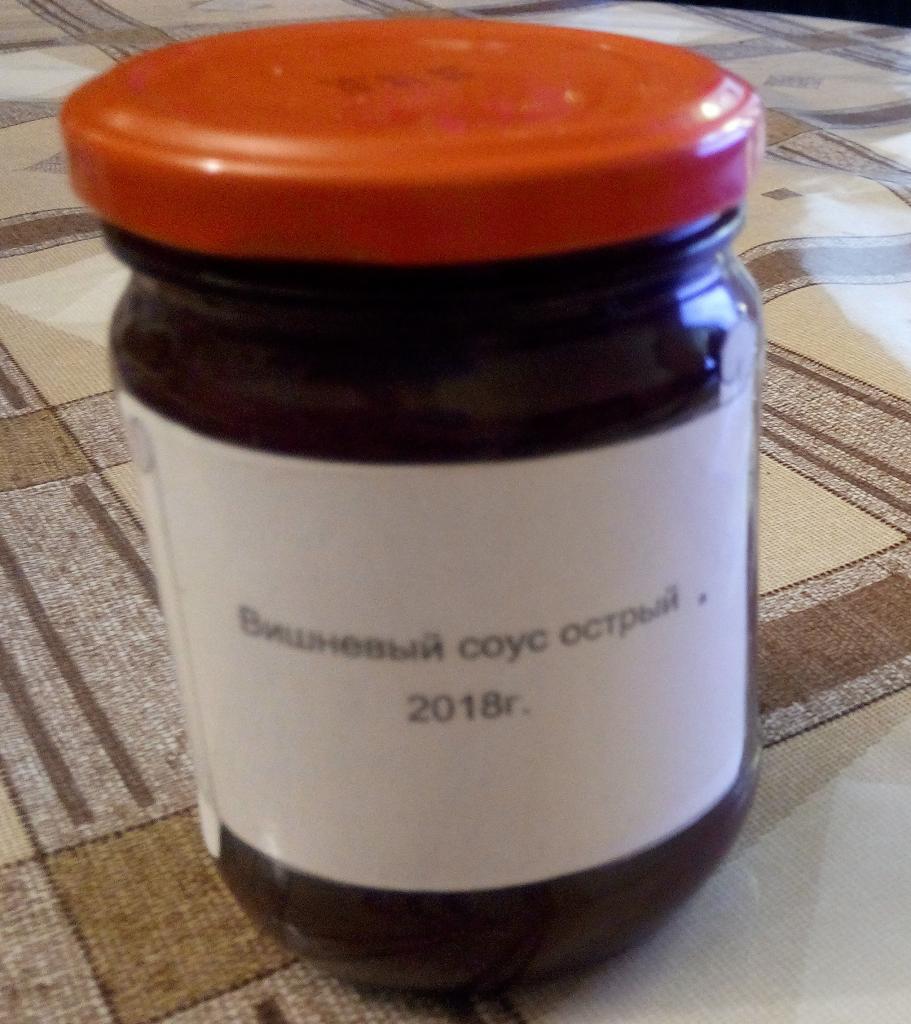 Вишневый соус острый .
2018г.